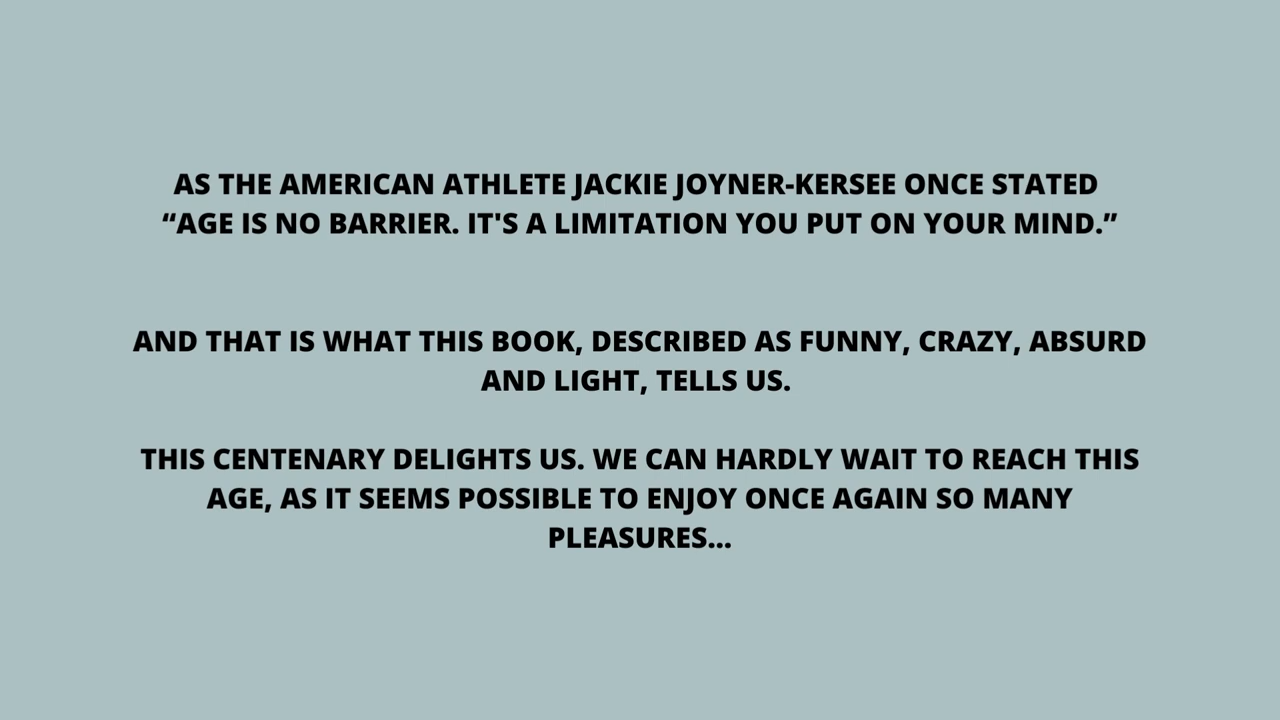 AS THE AMERICAN ATHLETE JACKIE JOYNER-KERSEE ONCE STATED
“AGE IS NO BARRIER. IT'S A LIMITATION YOU PUT ON YOUR MIND.”
AND THAT IS WHAT THIS BOOK, DESCRIBED AS FUNNY, CRAZY, ABSURD
AND LIGHT, TELLS US.
THIS CENTENARY DELIGHTS US. WE CAN HARDLY WAIT TO REACH THIS
AGE, AS IT SEEMS POSSIBLE TO ENJOY ONCE AGAIN SO MANY
PLEASURES...